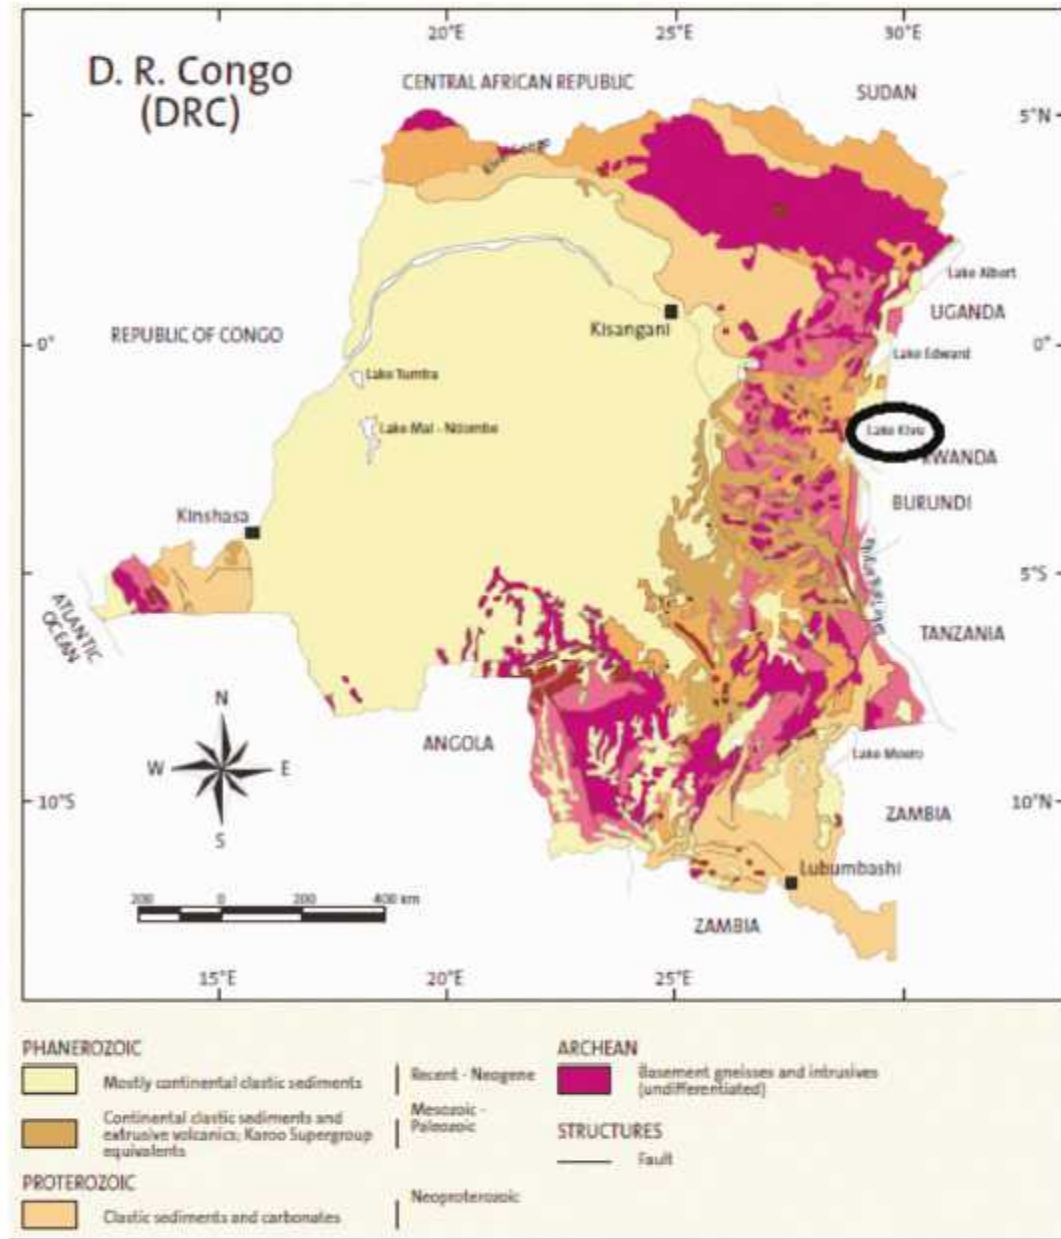 20°E 25°E 30°E
D. R. Congo
(DRC)
CENTRAL AFRICAN REPUBLIC
SUDAN
5°N
River Congo
Lake Albert
UGANDA
REPUBLIC OF CONGO
Kisangani
0° 0°
Lake Edward
Lake Tumba
Lake Mai - Ndombe
Lake Kivu
RWANDA
BURUNDI
Kinshasa
5°S
Lake Tanganyika
ATLANTIC
OCEAN
TANZANIA
N
W E
S
ANGOLA
Lake Mweru
10°S 10°N
ZAMBIA
Lubumbashi
200 0 200 400 km
ZAMBIA
15°E 20°E 25°E
PHANEROZOIC
Mostly continental clastic sediments
Recent - Neogene
Continental clastic sediments and
extrusive volcanics; Karoo Supergroup
equivalents
Mesozoic -
Paleozoic
PROTEROZOIC
Clastic sediments and carbonates
Neoproterozoic
ARCHEAN
Basement gneisses and intrusives
(undifferentiated)
STRUCTURES
Fault